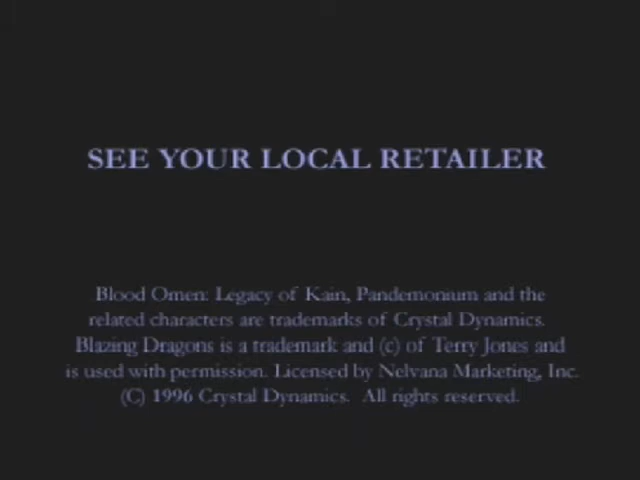 SEE YOUR LOCAL RETAILER
Blood Omen: Legacy of Kain, Pandemonium and the
related characters are trademarks of Crystal Dynamics.
Blazing Dragons is a trademark and (c) of Terry Jones and
is used with permission. Licensed by Nelvana Marketing, Inc.
(C) 1996 Crystal Dynamics. All rights reserved.